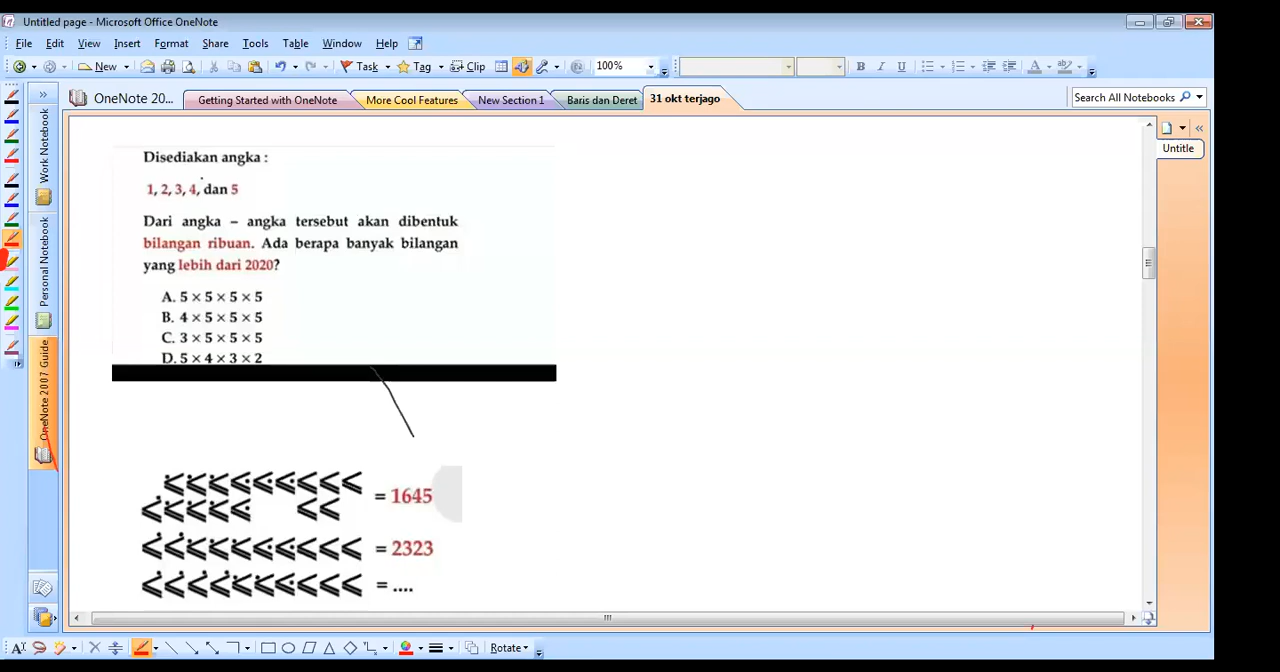 Untitled page - Microsoft Office OneNote
File Edit View Insert Format Share Tools Table Window Help
New Task Tag Clip 100% B I U A ab
OneNote 20... Getting Started with OneNote More Cool Features New Section 1 Baris dan Deret 31 okt terjago Search All Notebooks
Untitle
Work Notebook
Personal Notebook
OneNote 2007 Guide
Disediakan angka :
1, 2, 3, 4, dan 5
Dari angka – angka tersebut akan dibentuk
bilangan ribuan. Ada berapa banyak bilangan
yang lebih dari 2020?
A. 5 × 5 × 5 × 5
B. 4 × 5 × 5 × 5
C. 3 × 5 × 5 × 5
D. 5 × 4 × 3 × 2
= 1645
= 2323
= ....
A Rotate